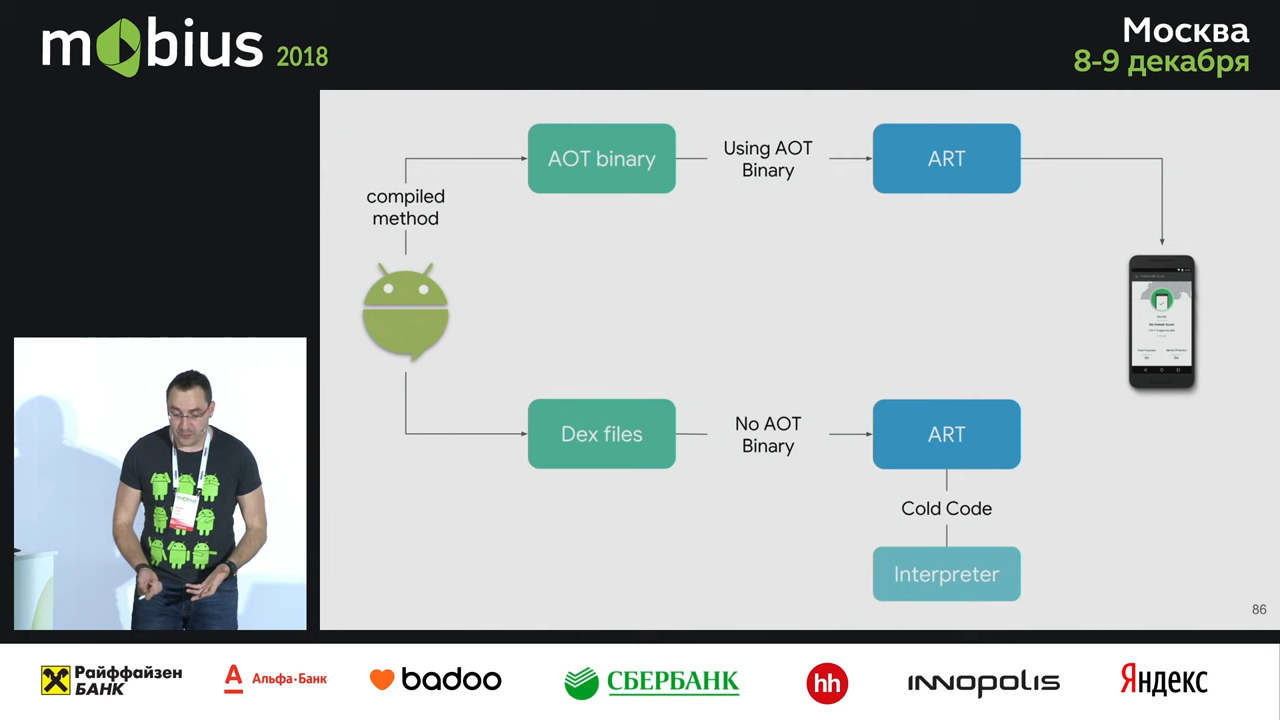 mobius 2018
Москва
8-9 декабря
AOT binary
Using AOT
Binary
ART
compiled
method
Dex files
No AOT
Binary
ART
Cold Code
Interpreter
86
Райффайзен
БАНК
А
Альфа·Банк
badoo
СБЕРБАНК
hh
INNOPOLIS
Яндекс